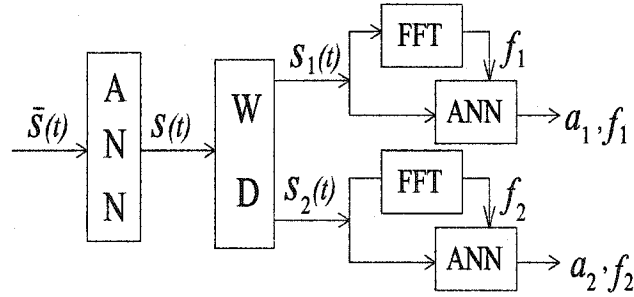 s̄(t)
A
N
N
s(t)
W
D
s₁(t)
FFT
f₁
ANN
a₁, f₁
s₂(t)
FFT
f₂
ANN
a₂, f₂